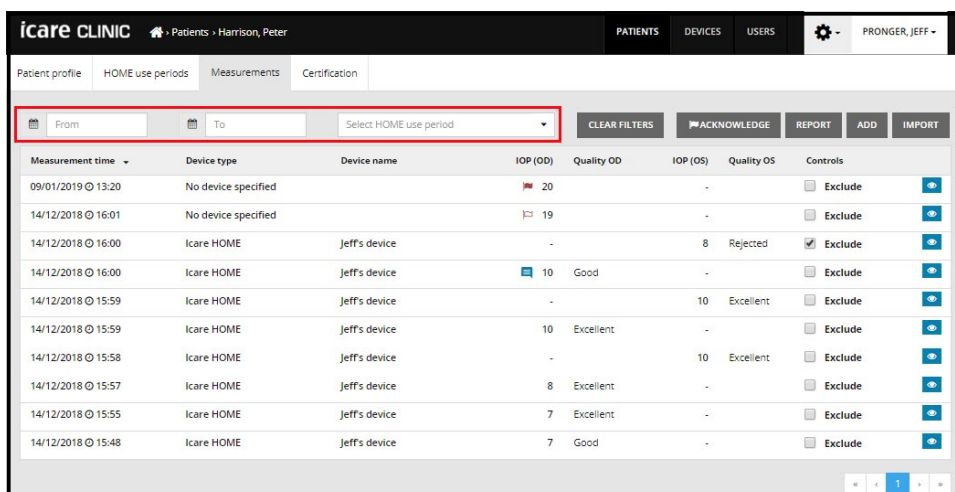 icare CLINIC › Patients › Harrison, Peter PATIENTS DEVICES USERS PRONGER, JEFF
Patient profile HOME use periods Measurements Certification
From To Select HOME use period CLEAR FILTERS ACKNOWLEDGE REPORT ADD IMPORT
Measurement time Device type Device name IOP (OD) Quality OD IOP (OS) Quality OS Controls
09/01/2019 13:20 No device specified 20 - Exclude
14/12/2018 16:01 No device specified 19 - Exclude
14/12/2018 16:00 Icare HOME Jeff's device - 8 Rejected Exclude
14/12/2018 16:00 Icare HOME Jeff's device 10 Good - Exclude
14/12/2018 15:59 Icare HOME Jeff's device - 10 Excellent Exclude
14/12/2018 15:59 Icare HOME Jeff's device 10 Excellent - Exclude
14/12/2018 15:58 Icare HOME Jeff's device - 10 Excellent Exclude
14/12/2018 15:57 Icare HOME Jeff's device 8 Excellent - Exclude
14/12/2018 15:55 Icare HOME Jeff's device 7 Excellent - Exclude
14/12/2018 15:48 Icare HOME Jeff's device 7 Good - Exclude
« ‹ 1 › »